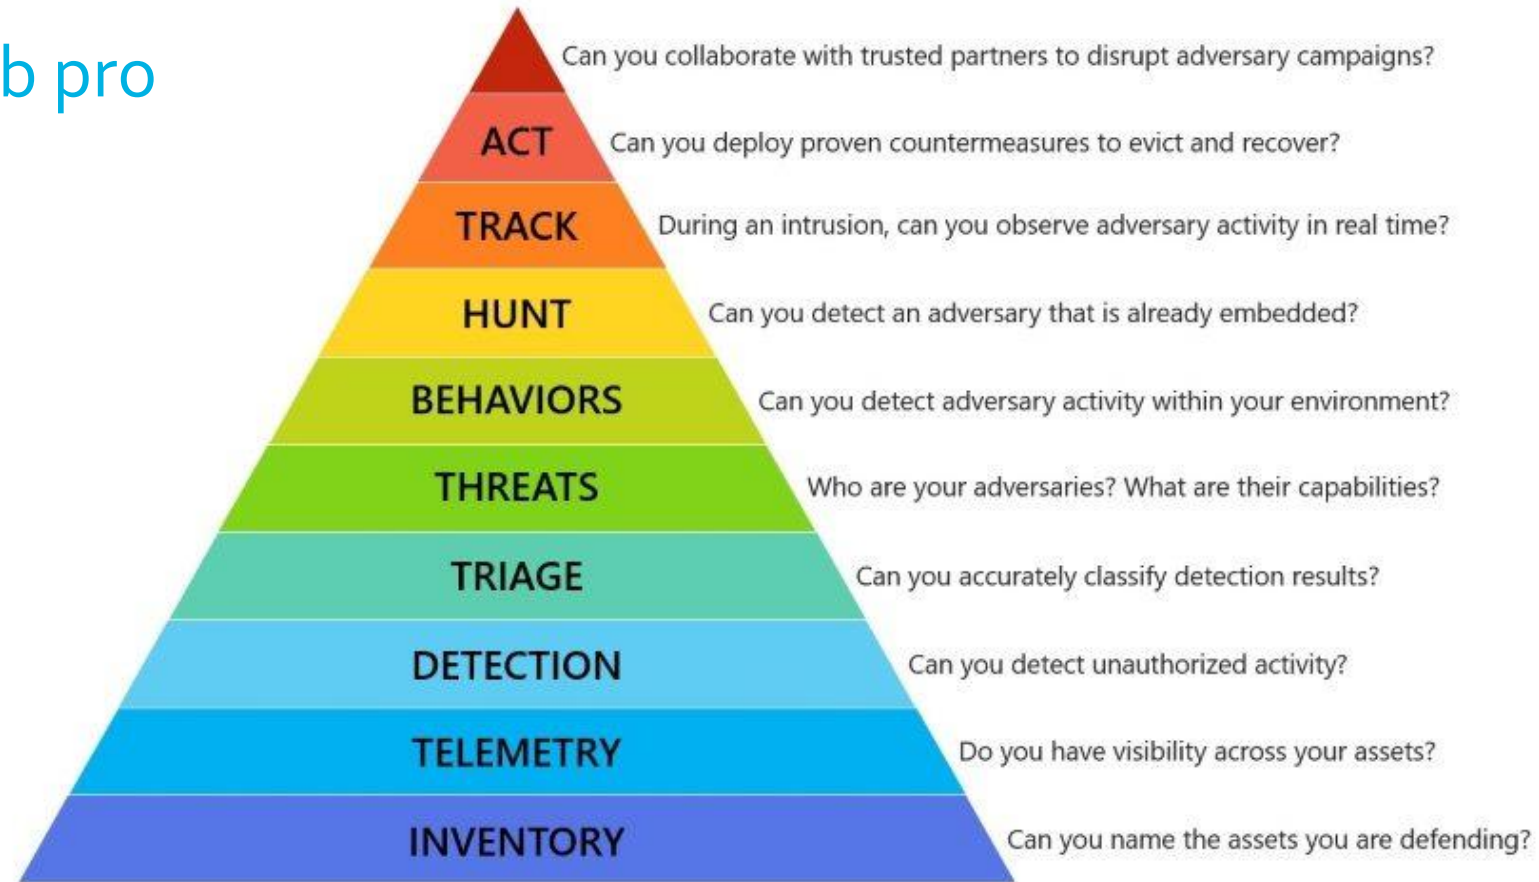 b pro
Can you collaborate with trusted partners to disrupt adversary campaigns?
ACT Can you deploy proven countermeasures to evict and recover?
TRACK During an intrusion, can you observe adversary activity in real time?
HUNT Can you detect an adversary that is already embedded?
BEHAVIORS Can you detect adversary activity within your environment?
THREATS Who are your adversaries? What are their capabilities?
TRIAGE Can you accurately classify detection results?
DETECTION Can you detect unauthorized activity?
TELEMETRY Do you have visibility across your assets?
INVENTORY Can you name the assets you are defending?